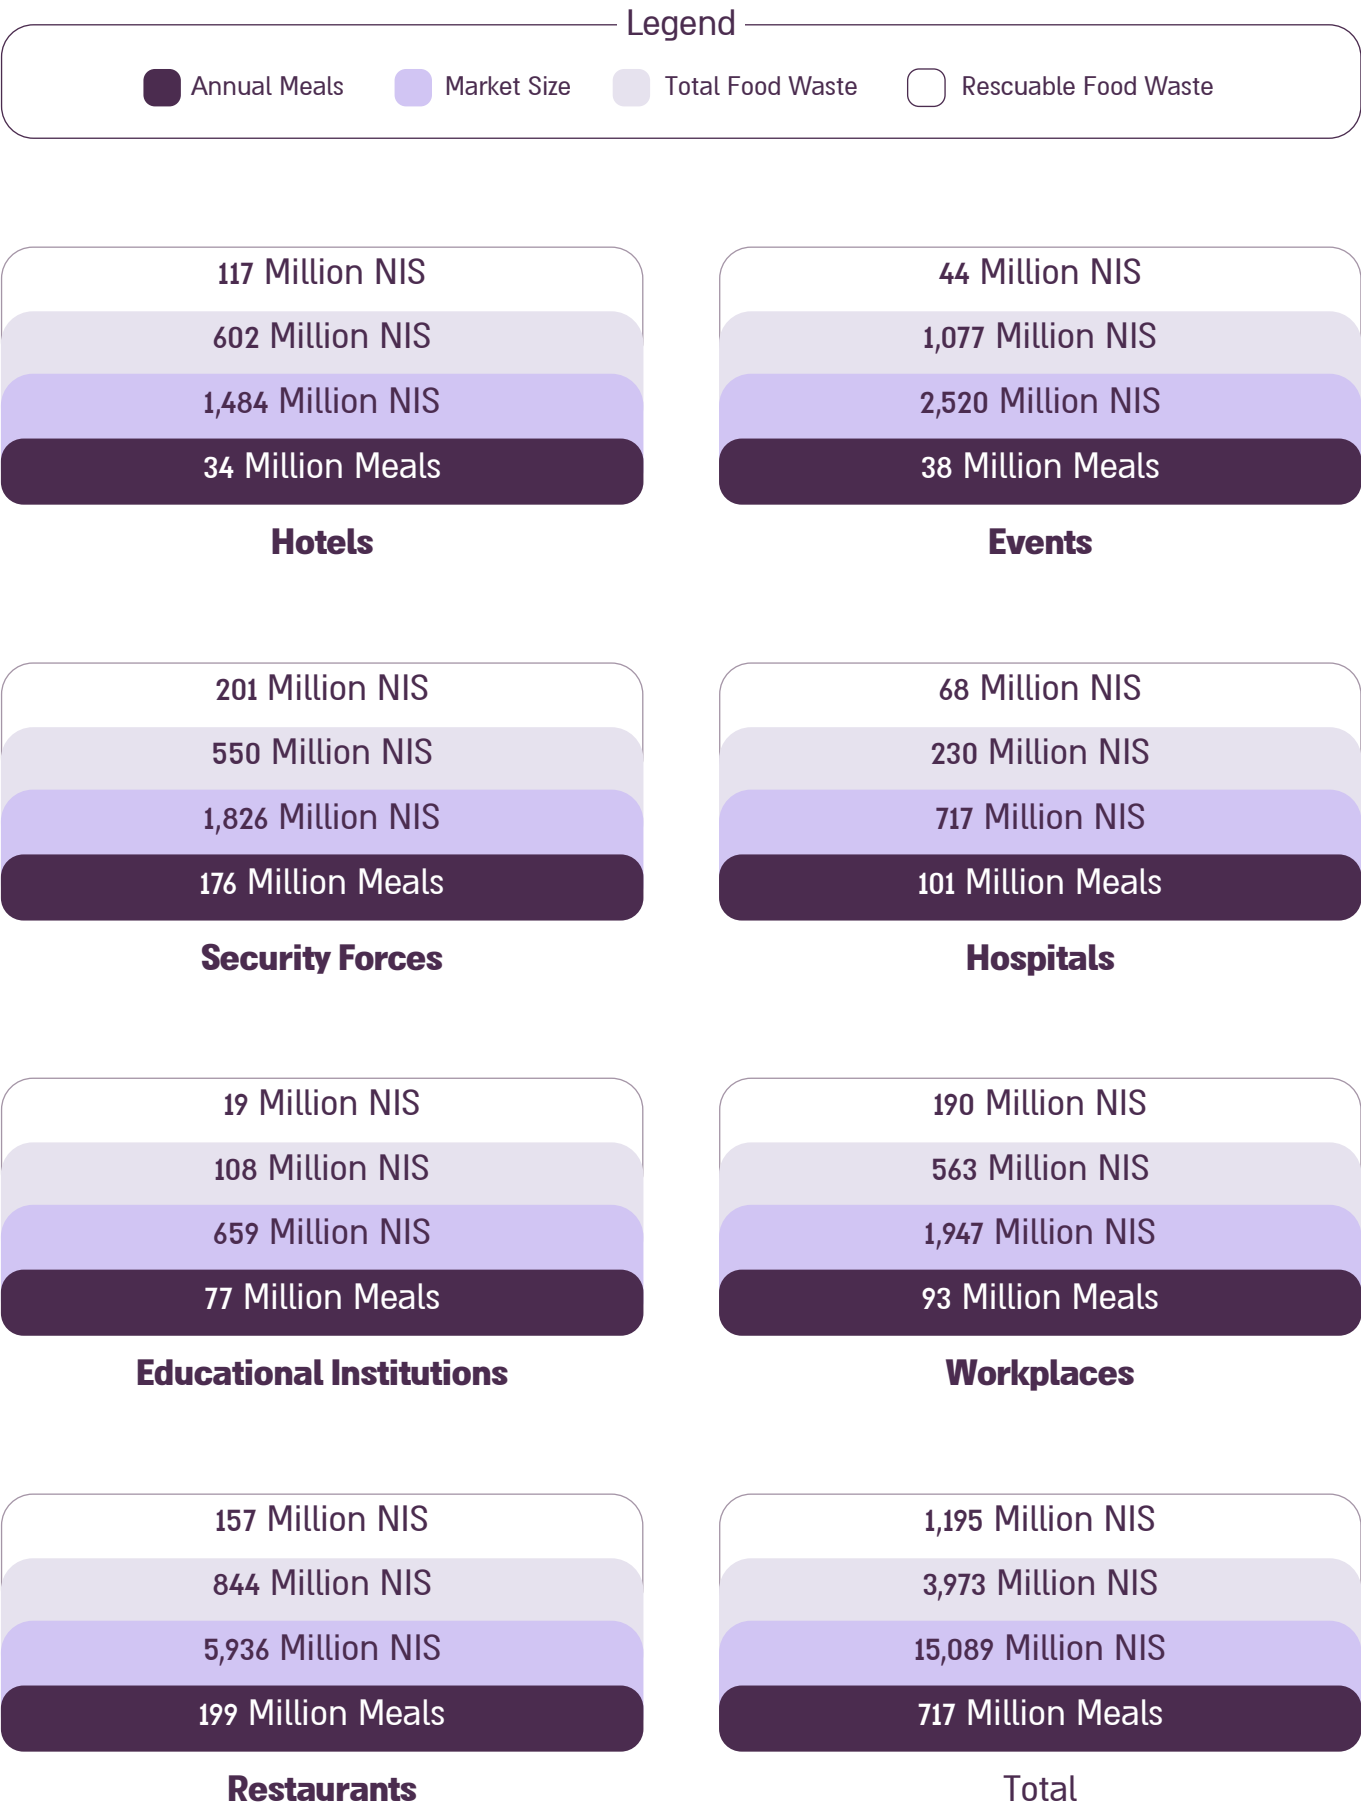 Legend
Annual Meals Market Size Total Food Waste Rescuable Food Waste
117 Million NIS
602 Million NIS
1,484 Million NIS
34 Million Meals
Hotels
44 Million NIS
1,077 Million NIS
2,520 Million NIS
38 Million Meals
Events
201 Million NIS
550 Million NIS
1,826 Million NIS
176 Million Meals
Security Forces
68 Million NIS
230 Million NIS
717 Million NIS
101 Million Meals
Hospitals
19 Million NIS
108 Million NIS
659 Million NIS
77 Million Meals
Educational Institutions
190 Million NIS
563 Million NIS
1,947 Million NIS
93 Million Meals
Workplaces
157 Million NIS
844 Million NIS
5,936 Million NIS
199 Million Meals
Restaurants
1,195 Million NIS
3,973 Million NIS
15,089 Million NIS
717 Million Meals
Total